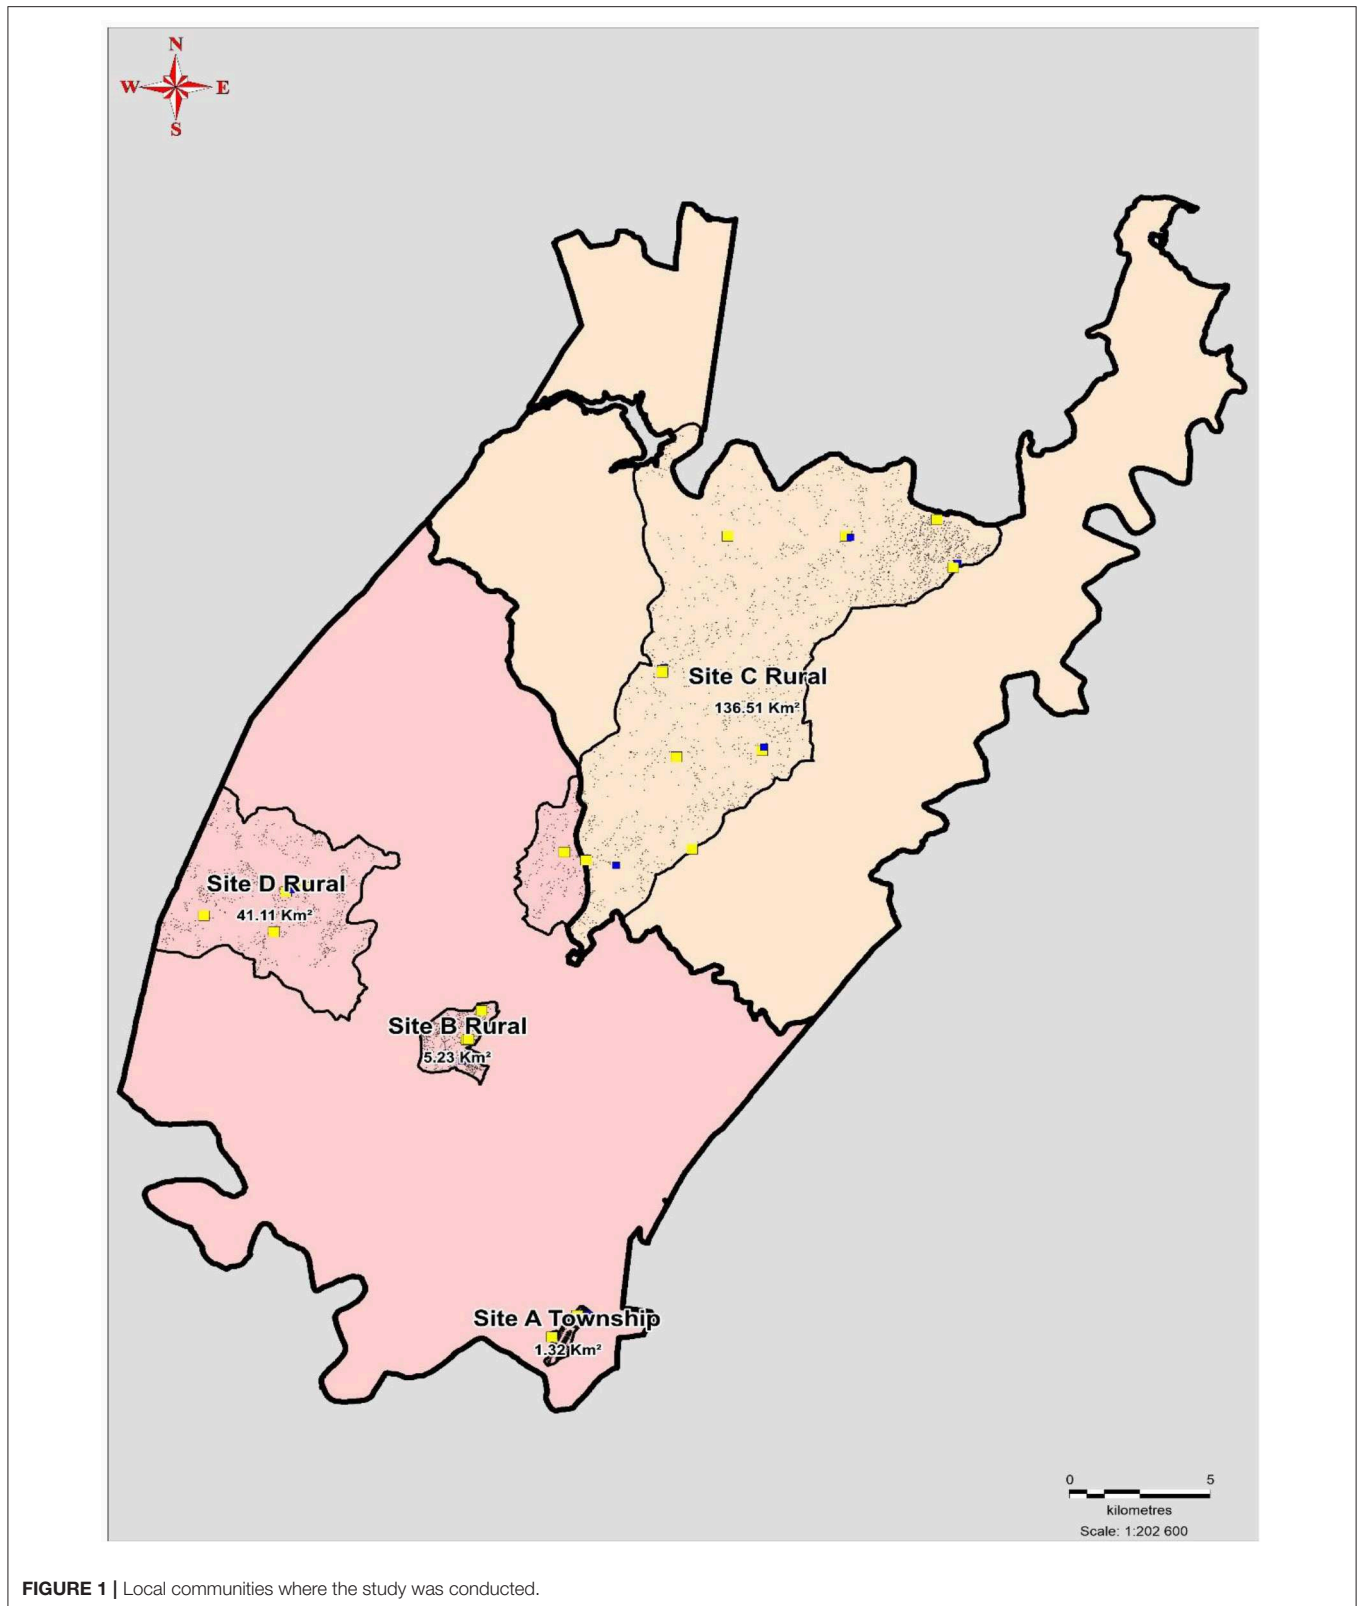 N
W E
S
Site C Rural
136.51 Km²
Site D Rural
41.11 Km²
Site B Rural
5.23 Km²
Site A Township
1.32 Km²
0 5
kilometres
Scale: 1:202 600
FIGURE 1 | Local communities where the study was conducted.